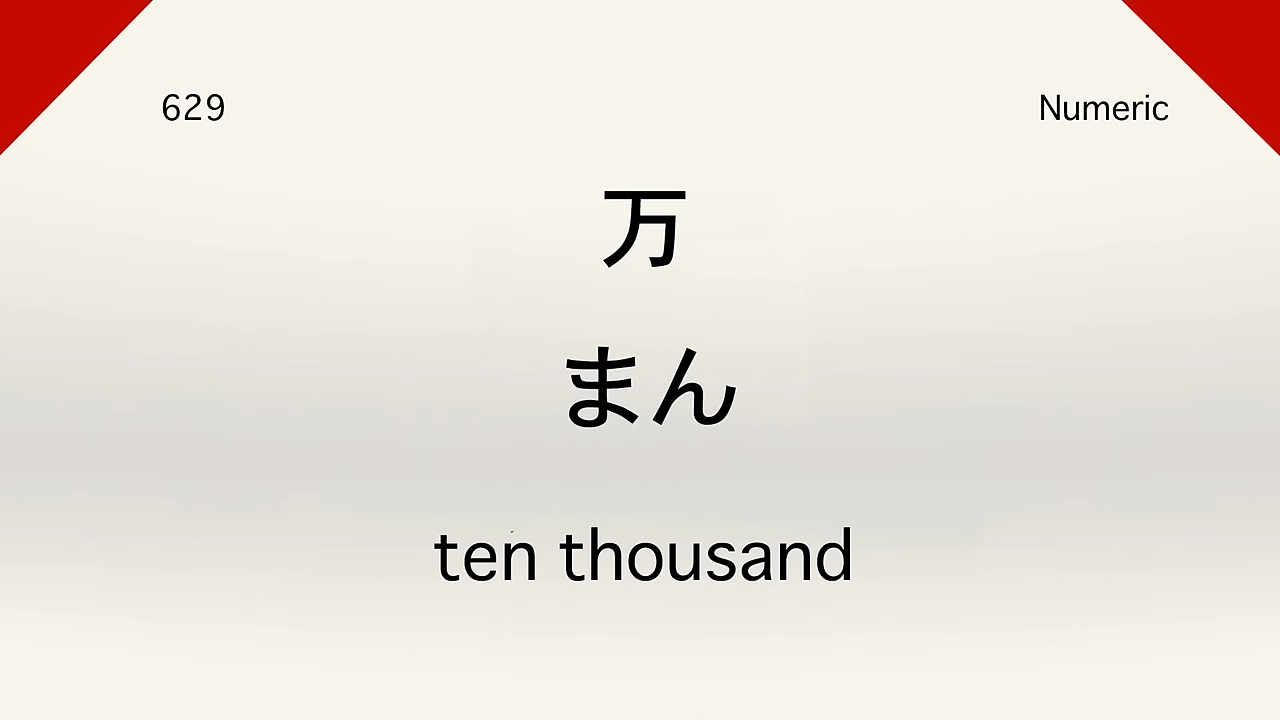 629
Numeric
万
まん
ten thousand